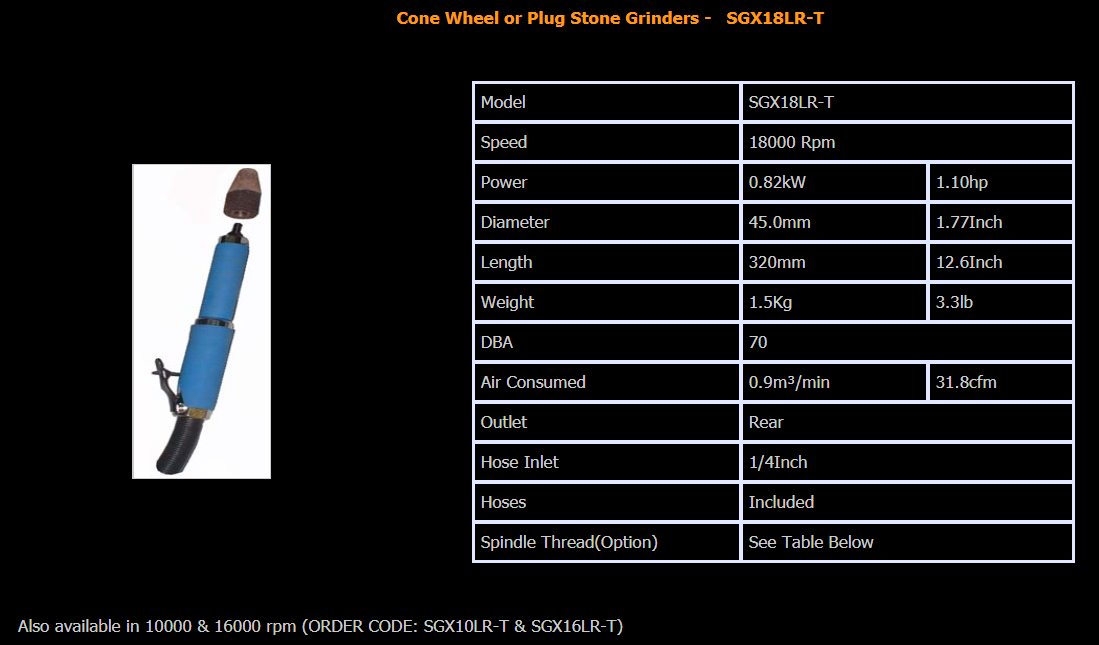 Cone Wheel or Plug Stone Grinders - SGX18LR-T
Model SGX18LR-T
Speed 18000 Rpm
Power 0.82kW 1.10hp
Diameter 45.0mm 1.77Inch
Length 320mm 12.6Inch
Weight 1.5Kg 3.3lb
DBA 70
Air Consumed 0.9m³/min 31.8cfm
Outlet Rear
Hose Inlet 1/4Inch
Hoses Included
Spindle Thread(Option) See Table Below
Also available in 10000 & 16000 rpm (ORDER CODE: SGX10LR-T & SGX16LR-T)